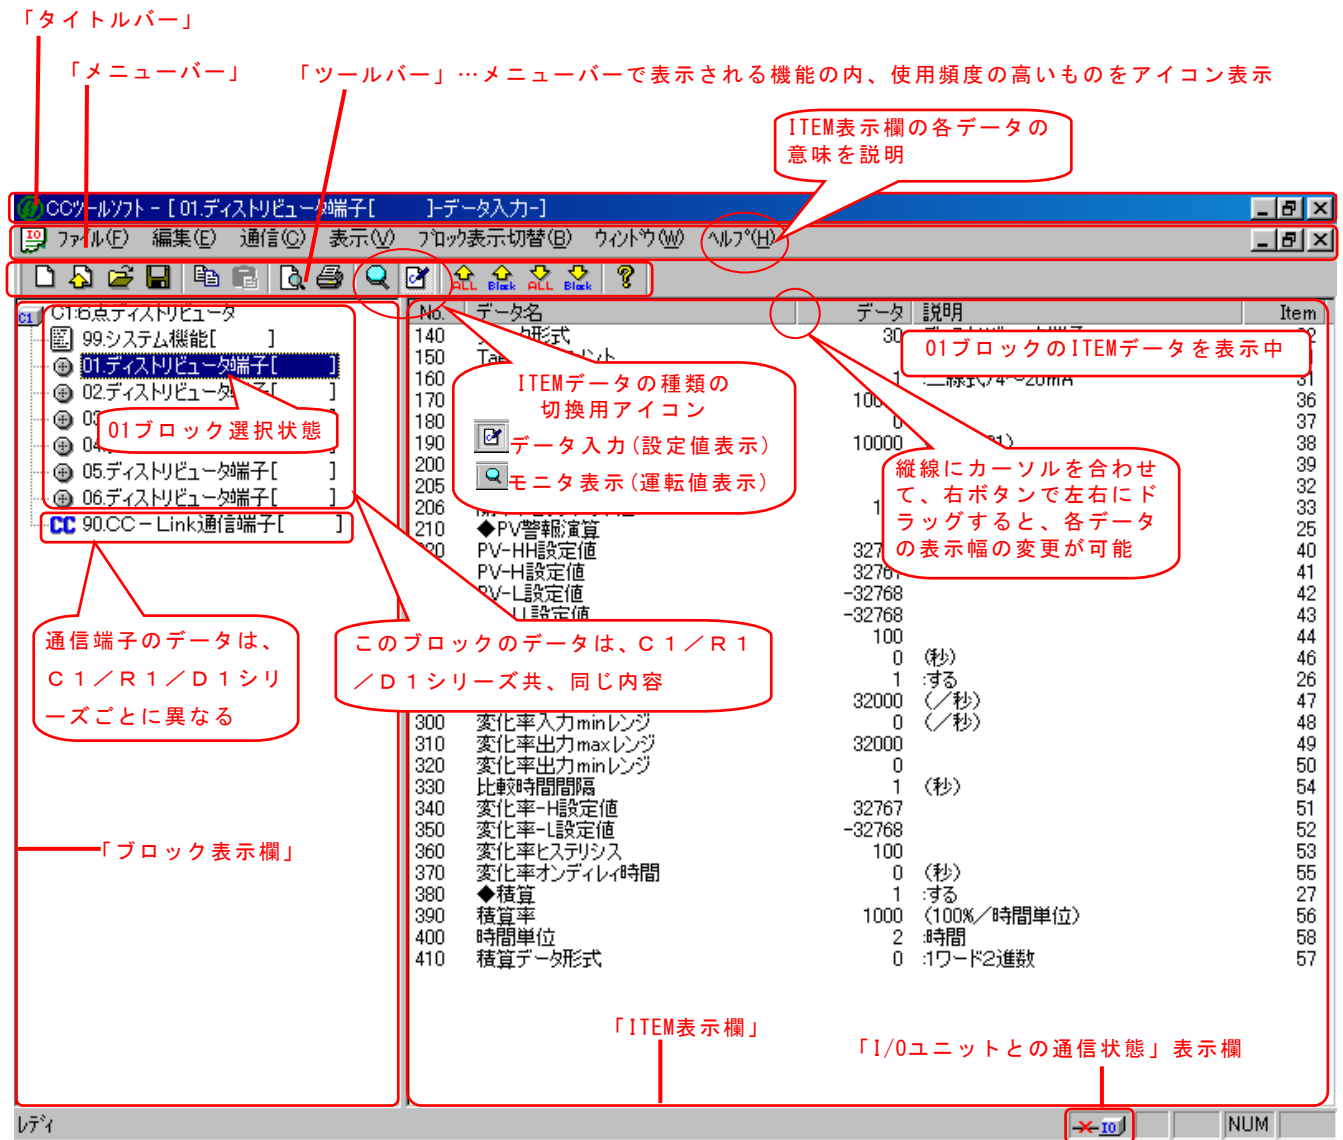 「タイトルバー」
「メニューバー」
「ツールバー」…メニューバーで表示される機能の内、使用頻度の高いものをアイコン表示
ITEM表示欄の各データの
意味を説明
CCツールソフト - [ 01.ディストリビュータ端子[ ]-データ入力-]
ファイル(F) 編集(E) 通信(C) 表示(V) ブロック表示切替(B) ウィンドウ(W) ヘルプ(H)
ALL Block ALL Block
C1:6点ディストリビュータ
99.システム機能[ ]
01.ディストリビュータ端子[ ]
02.ディストリビュータ端子[ ]
03
04
05.ディストリビュータ端子[ ]
06.ディストリビュータ端子[ ]
CC 90.CC－Link通信端子[ ]
01ブロック選択状態
No. データ名 データ 説明 Item
140 30
150
160 1 :二線式/4～20mA 31
170 36
180 0 37
190 10000 38
200 39
205 32
206 33
210 ◆PV警報演算 25
PV-HH設定値 40
PV-H設定値 32767 41
PV-L設定値 -32768 42
-32768 43
100 44
0 (秒) 46
1 :する 26
32000 (／秒) 47
300 変化率入力minレンジ 0 (／秒) 48
310 変化率出力maxレンジ 32000 49
320 変化率出力minレンジ 0 50
330 比較時間間隔 1 (秒) 54
340 変化率-H設定値 32767 51
350 変化率-L設定値 -32768 52
360 変化率ヒステリシス 100 53
370 変化率オンディレイ時間 0 (秒) 55
380 ◆積算 1 :する 27
390 積算率 1000 (100%／時間単位) 56
400 時間単位 2 :時間 58
410 積算データ形式 0 :1ワード2進数 57
01ブロックのITEMデータを表示中
ITEMデータの種類の
切換用アイコン
データ入力(設定値表示)
モニタ表示(運転値表示)
縦線にカーソルを合わせ
て、右ボタンで左右にド
ラッグすると、各データ
の表示幅の変更が可能
通信端子のデータは、
Ｃ１／Ｒ１／Ｄ１シリ
ーズごとに異なる
このブロックのデータは、Ｃ１／Ｒ１
／Ｄ１シリーズ共、同じ内容
「ブロック表示欄」
「ITEM表示欄」
「I/Oユニットとの通信状態」表示欄
レディ
IO
NUM